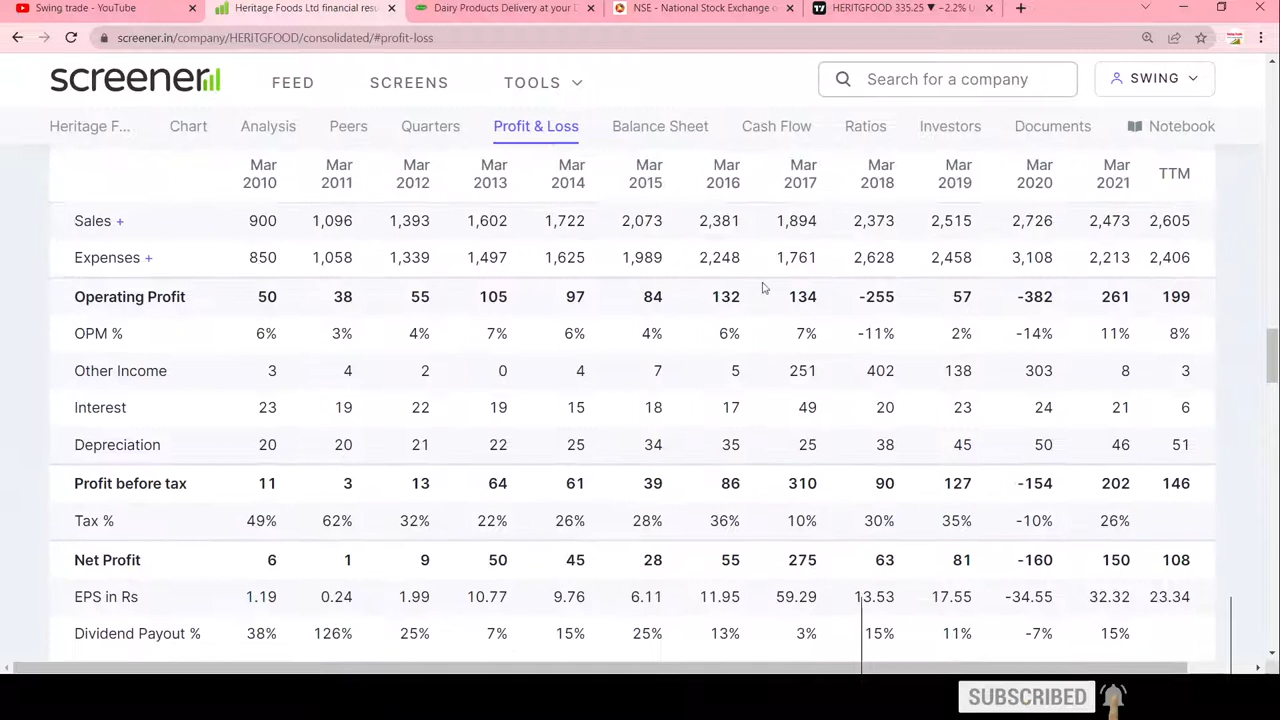 Swing trade - YouTube
Heritage Foods Ltd financial resu
Dairy Products Delivery at your D
NSE - National Stock Exchange o
HERITGFOOD 335.25 ▼ −2.2% U
screener.in/company/HERITGFOOD/consolidated/#profit-loss
screener
FEED
SCREENS
TOOLS
Search for a company
SWING
Heritage F...
Chart
Analysis
Peers
Quarters
Profit & Loss
Balance Sheet
Cash Flow
Ratios
Investors
Documents
Notebook
Mar 2010 Mar 2011 Mar 2012 Mar 2013 Mar 2014 Mar 2015 Mar 2016 Mar 2017 Mar 2018 Mar 2019 Mar 2020 Mar 2021 TTM
Sales + 900 1,096 1,393 1,602 1,722 2,073 2,381 1,894 2,373 2,515 2,726 2,473 2,605
Expenses + 850 1,058 1,339 1,497 1,625 1,989 2,248 1,761 2,628 2,458 3,108 2,213 2,406
Operating Profit 50 38 55 105 97 84 132 134 -255 57 -382 261 199
OPM % 6% 3% 4% 7% 6% 4% 6% 7% -11% 2% -14% 11% 8%
Other Income 3 4 2 0 4 7 5 251 402 138 303 8 3
Interest 23 19 22 19 15 18 17 49 20 23 24 21 6
Depreciation 20 20 21 22 25 34 35 25 38 45 50 46 51
Profit before tax 11 3 13 64 61 39 86 310 90 127 -154 202 146
Tax % 49% 62% 32% 22% 26% 28% 36% 10% 30% 35% -10% 26%
Net Profit 6 1 9 50 45 28 55 275 63 81 -160 150 108
EPS in Rs 1.19 0.24 1.99 10.77 9.76 6.11 11.95 59.29 13.53 17.55 -34.55 32.32 23.34
Dividend Payout % 38% 126% 25% 7% 15% 25% 13% 3% 15% 11% -7% 15%
SUBSCRIBED